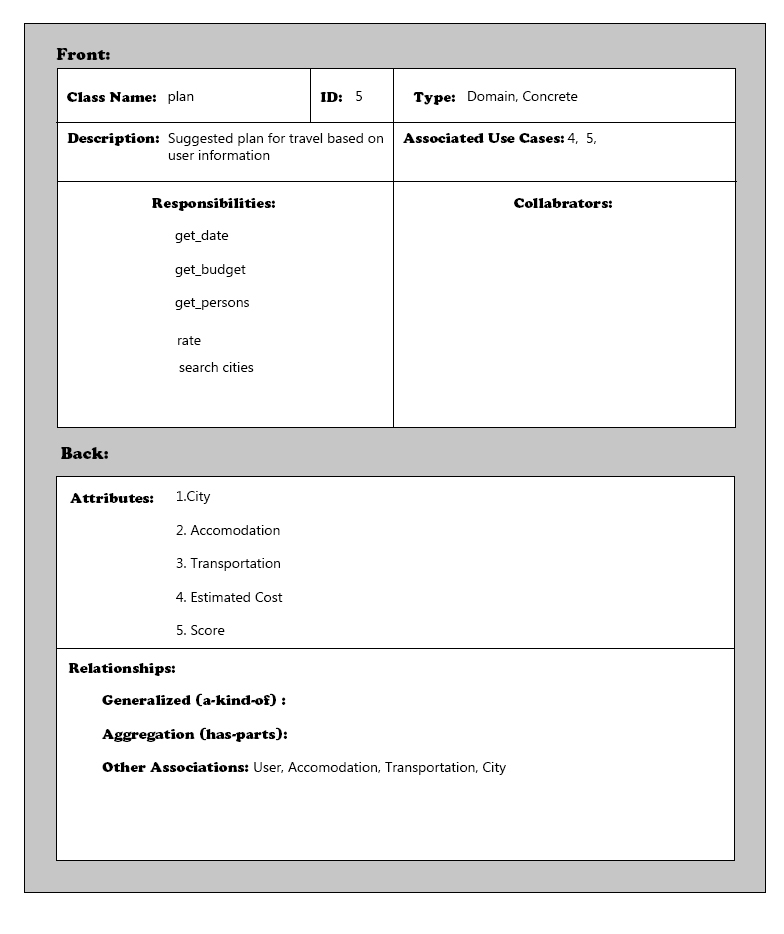 Front:
Class Name: plan ID: 5 Type: Domain, Concrete
Description: Suggested plan for travel based on
user information
Associated Use Cases: 4, 5,
Responsibilities:
get_date
get_budget
get_persons
rate
search cities
Collabrators:
Back:
Attributes: 1.City
2. Accomodation
3. Transportation
4. Estimated Cost
5. Score
Relationships:
Generalized (a-kind-of) :
Aggregation (has-parts):
Other Associations: User, Accomodation, Transportation, City